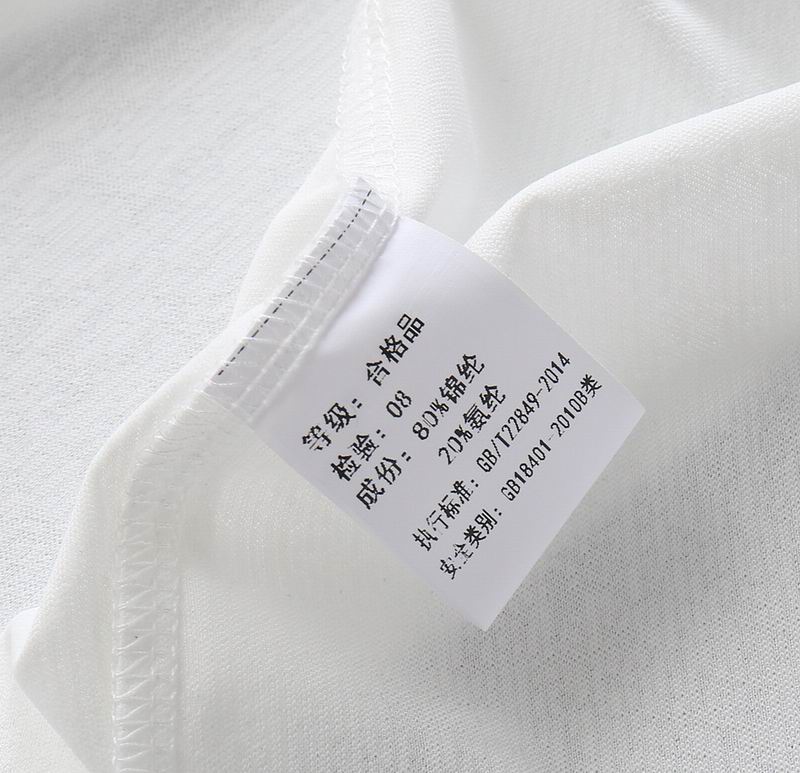 等级：合格品
检验：08
成份：80%锦纶
20%氨纶
执行标准：GB/T22849-2014
安全类别：GB18401-2010B类